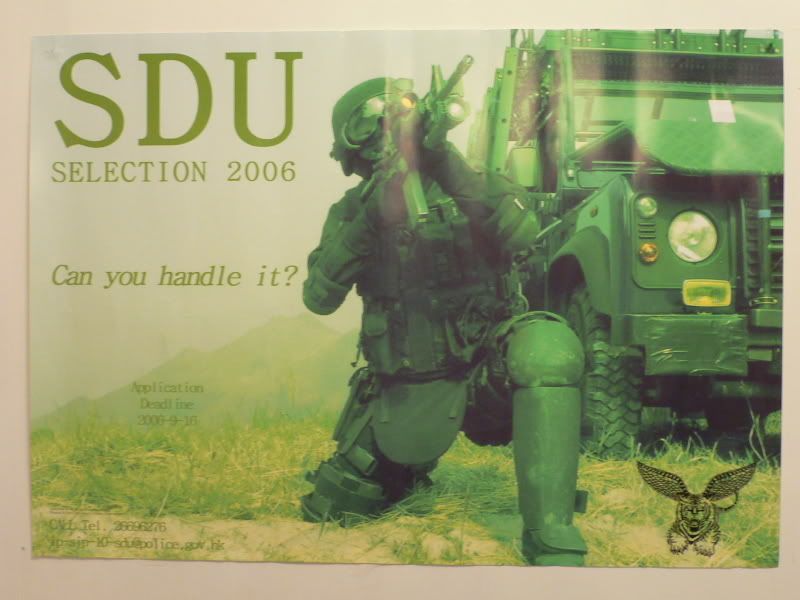 SDU
SELECTION 2006
Can you handle it?
Application
Deadline
2006-9-16
Tel. 26696276